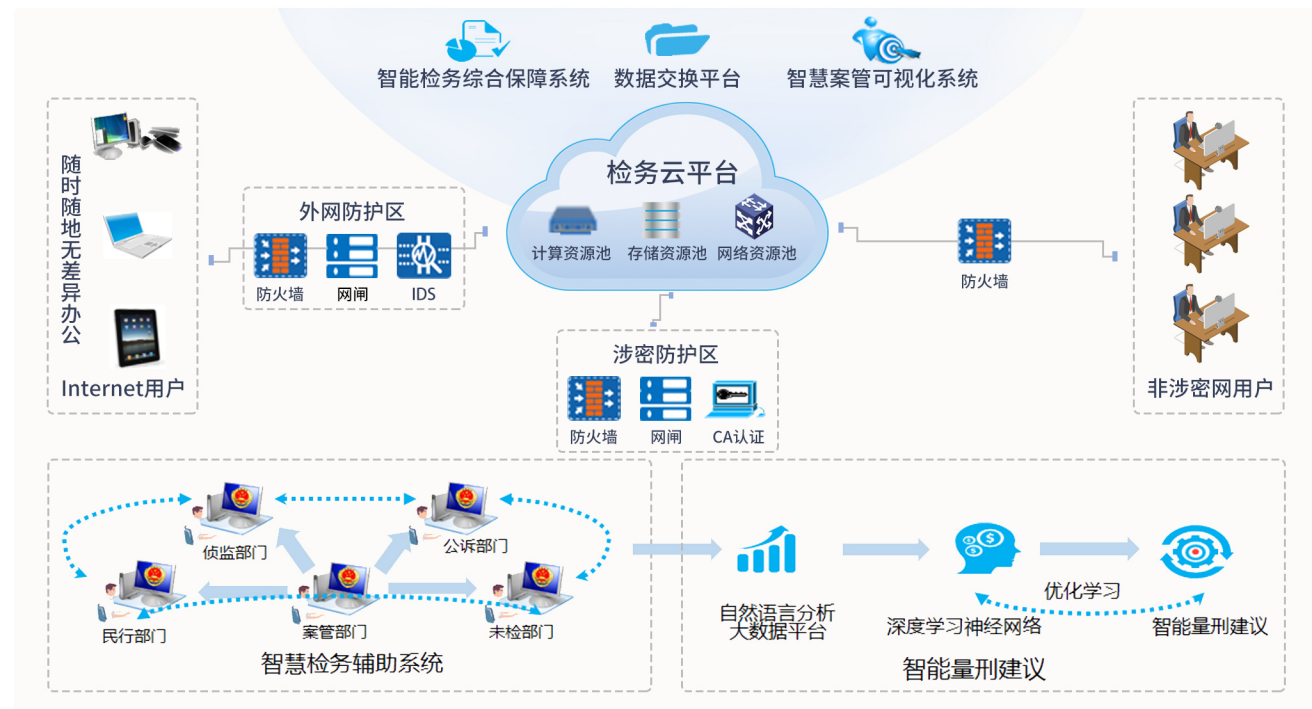 智能检务综合保障系统
数据交换平台
智慧案管可视化系统
随时随地无差异办公
Internet用户
外网防护区
防火墙
网闸
IDS
检务云平台
计算资源池
存储资源池
网络资源池
防火墙
非涉密网用户
涉密防护区
防火墙
网闸
CA认证
侦监部门
公诉部门
民行部门
案管部门
未检部门
智慧检务辅助系统
自然语言分析
大数据平台
深度学习神经网络
优化学习
智能量刑建议
智能量刑建议